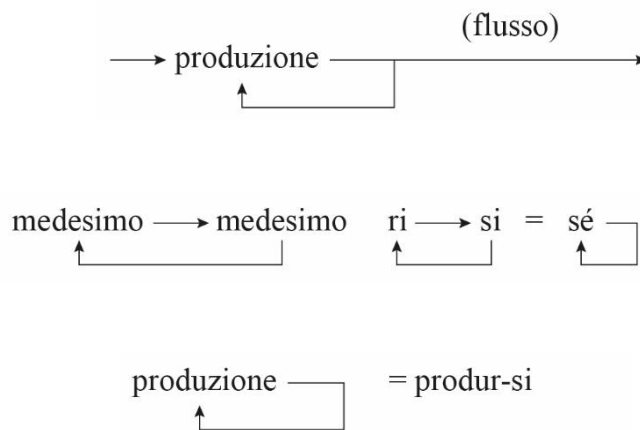 (flusso)
produzione
medesimo medesimo ri si = sé
produzione = produr-si